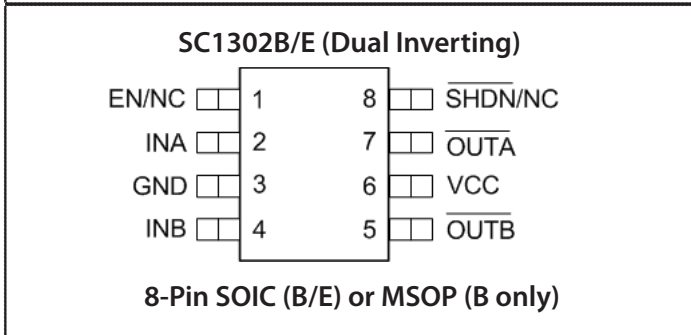 SC1302B/E (Dual Inverting)
EN/NC 1 8 SHDN/NC
INA 2 7 OUTA
GND 3 6 VCC
INB 4 5 OUTB
8-Pin SOIC (B/E) or MSOP (B only)